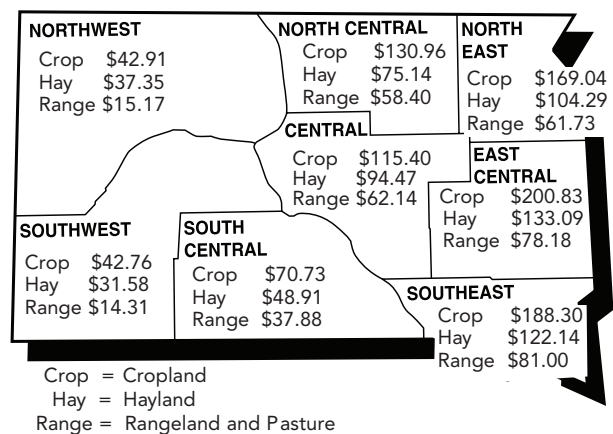 NORTHWEST
Crop $42.91
Hay $37.35
Range $15.17
NORTH CENTRAL
Crop $130.96
Hay $75.14
Range $58.40
NORTH
EAST
Crop $169.04
Hay $104.29
Range $61.73
CENTRAL
Crop $115.40
Hay $94.47
Range $62.14
EAST
CENTRAL
Crop $200.83
Hay $133.09
Range $78.18
SOUTHWEST
Crop $42.76
Hay $31.58
Range $14.31
SOUTH
CENTRAL
Crop $70.73
Hay $48.91
Range $37.88
SOUTHEAST
Crop $188.30
Hay $122.14
Range $81.00
Crop = Cropland
Hay = Hayland
Range = Rangeland and Pasture